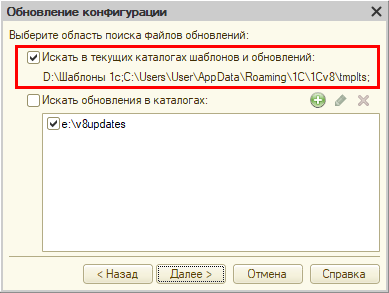 Обновление конфигурации
Выберите область поиска файлов обновлений:
Искать в текущих каталогах шаблонов и обновлений:
D:\Шаблоны 1с;C:\Users\User\AppData\Roaming\1C\1Cv8\tmplts;
Искать обновления в каталогах:
e:\v8updates
< Назад
Далее >
Отмена
Справка